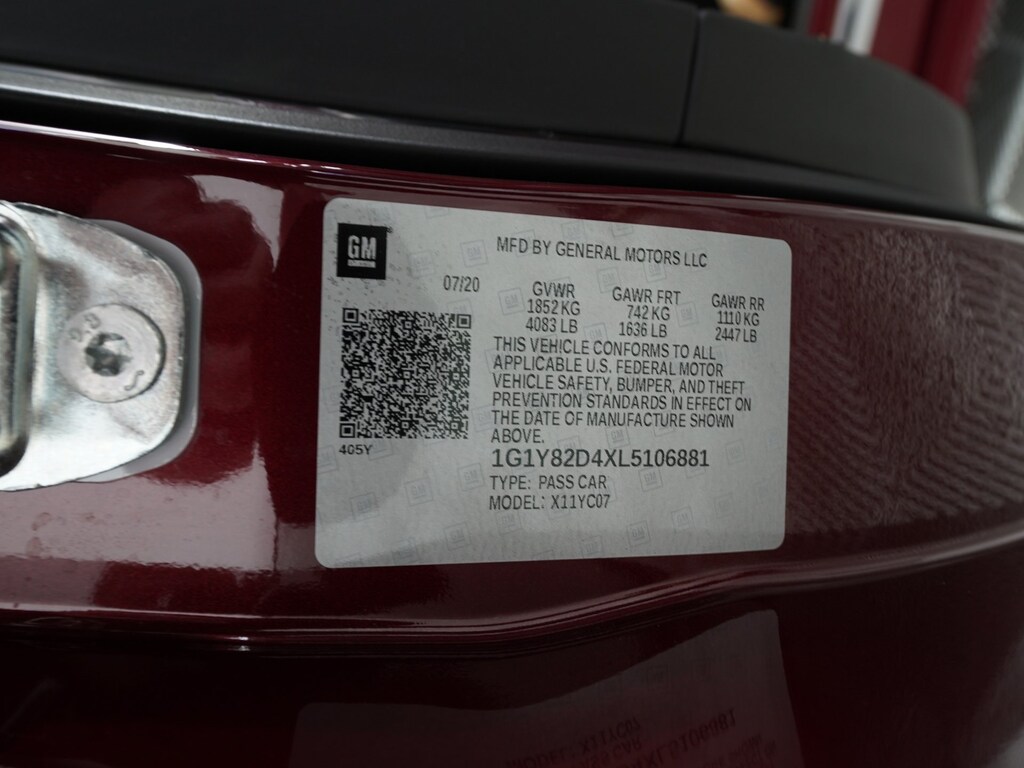 GM
MFD BY GENERAL MOTORS LLC
07/20
GVWR
1852 KG
4083 LB
GAWR FRT
742 KG
1636 LB
GAWR RR
1110 KG
2447 LB
THIS VEHICLE CONFORMS TO ALL
APPLICABLE U.S. FEDERAL MOTOR
VEHICLE SAFETY, BUMPER, AND THEFT
PREVENTION STANDARDS IN EFFECT ON
THE DATE OF MANUFACTURE SHOWN
ABOVE.
405Y
1G1Y82D4XL5106881
TYPE: PASS CAR
MODEL: X11YC07